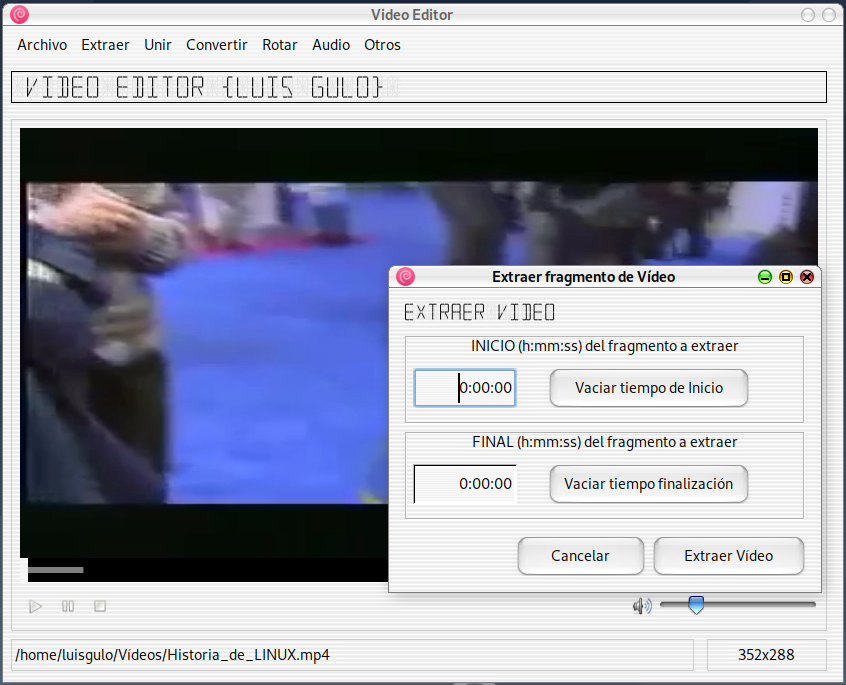 Video Editor
Archivo Extraer Unir Convertir Rotar Audio Otros
VIDEO EDITOR {LUIS GULO}
Extraer fragmento de Vídeo
EXTRAER VIDEO
INICIO (h:mm:ss) del fragmento a extraer
0:00:00 Vaciar tiempo de Inicio
FINAL (h:mm:ss) del fragmento a extraer
0:00:00 Vaciar tiempo finalización
Cancelar Extraer Vídeo
/home/luisgulo/Vídeos/Historia_de_LINUX.mp4 352x288